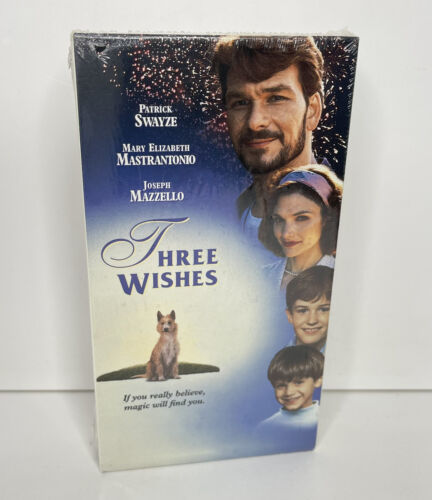 PATRICK
SWAYZE
MARY ELIZABETH
MASTRANTONIO
JOSEPH
MAZZELLO
THREE
WISHES
If you really believe,
magic will find you.